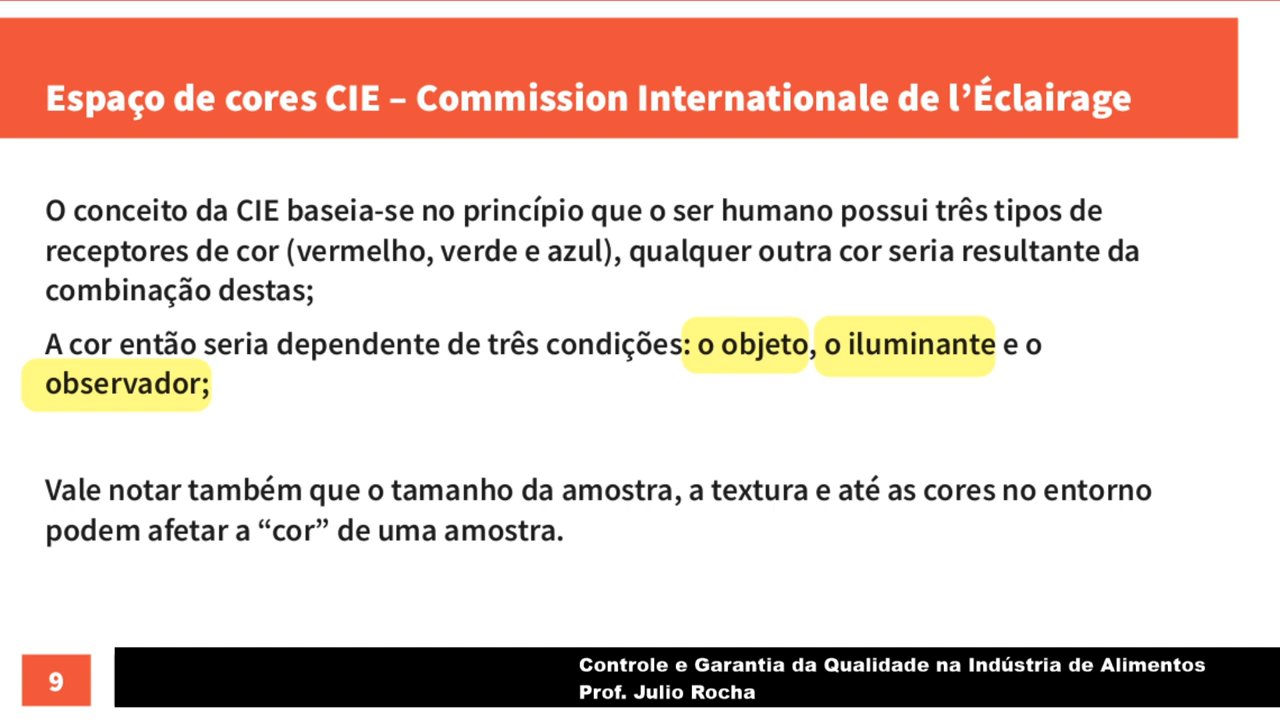 Espaço de cores CIE – Commission Internationale de l’Éclairage
O conceito da CIE baseia-se no princípio que o ser humano possui três tipos de
receptores de cor (vermelho, verde e azul), qualquer outra cor seria resultante da
combinação destas;
A cor então seria dependente de três condições: o objeto, o iluminante e o
observador;
Vale notar também que o tamanho da amostra, a textura e até as cores no entorno
podem afetar a “cor” de uma amostra.
9
Controle e Garantia da Qualidade na Indústria de Alimentos
Prof. Julio Rocha